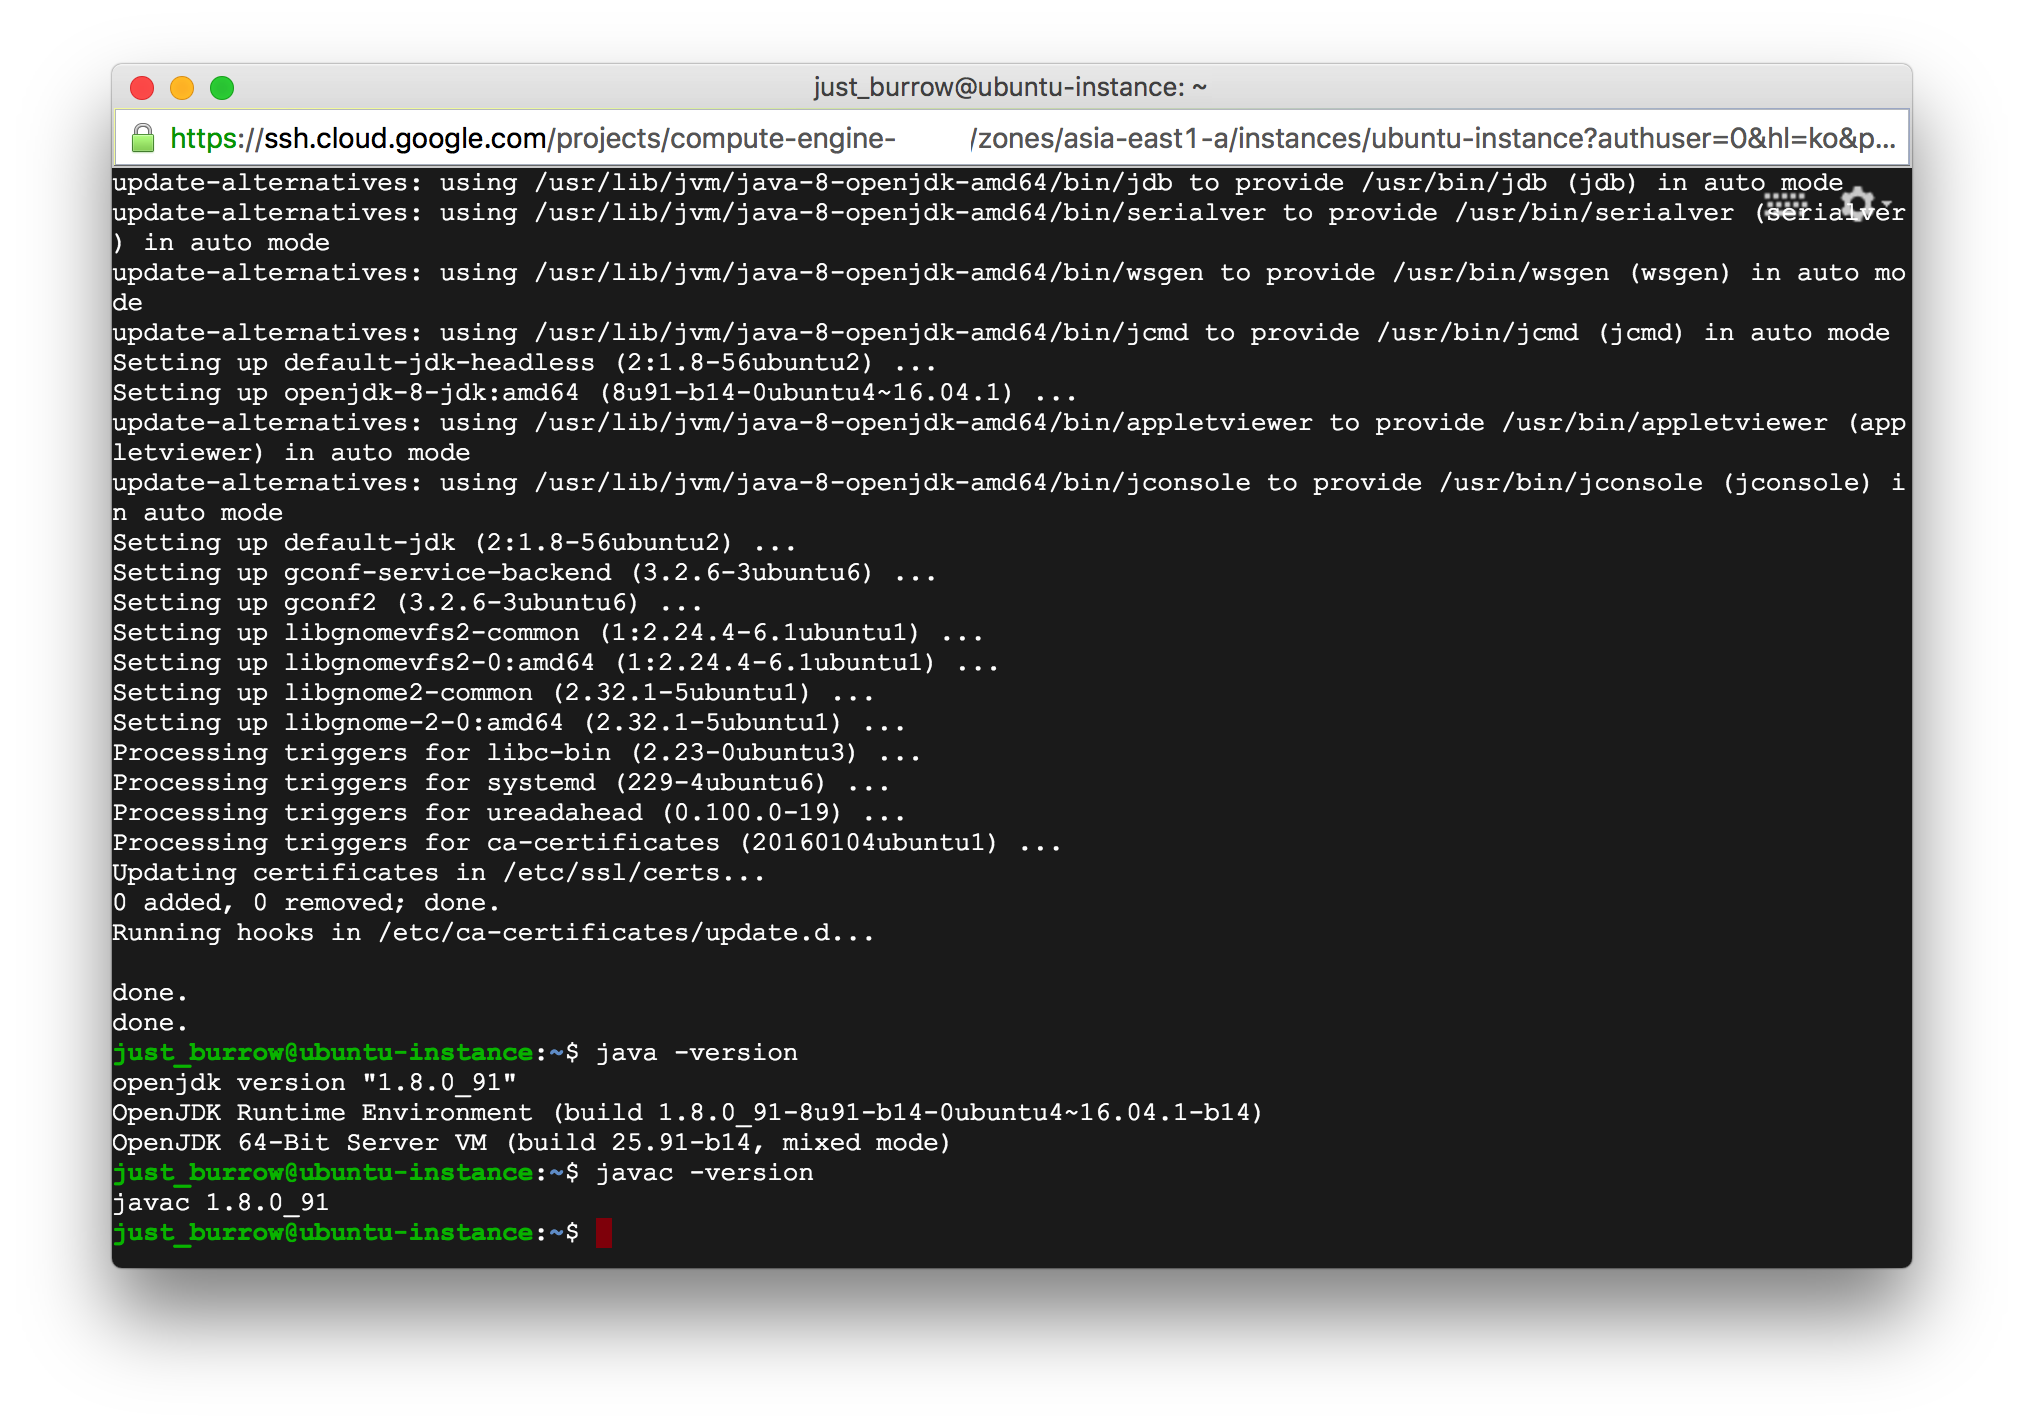 just_burrow@ubuntu-instance: ~
https://ssh.cloud.google.com/projects/compute-engine- /zones/asia-east1-a/instances/ubuntu-instance?authuser=0&hl=ko&p...
update-alternatives: using /usr/lib/jvm/java-8-openjdk-amd64/bin/jdb to provide /usr/bin/jdb (jdb) in auto mode
update-alternatives: using /usr/lib/jvm/java-8-openjdk-amd64/bin/serialver to provide /usr/bin/serialver (serialver
) in auto mode
update-alternatives: using /usr/lib/jvm/java-8-openjdk-amd64/bin/wsgen to provide /usr/bin/wsgen (wsgen) in auto mo
de
update-alternatives: using /usr/lib/jvm/java-8-openjdk-amd64/bin/jcmd to provide /usr/bin/jcmd (jcmd) in auto mode
Setting up default-jdk-headless (2:1.8-56ubuntu2) ...
Setting up openjdk-8-jdk:amd64 (8u91-b14-0ubuntu4~16.04.1) ...
update-alternatives: using /usr/lib/jvm/java-8-openjdk-amd64/bin/appletviewer to provide /usr/bin/appletviewer (app
letviewer) in auto mode
update-alternatives: using /usr/lib/jvm/java-8-openjdk-amd64/bin/jconsole to provide /usr/bin/jconsole (jconsole) i
n auto mode
Setting up default-jdk (2:1.8-56ubuntu2) ...
Setting up gconf-service-backend (3.2.6-3ubuntu6) ...
Setting up gconf2 (3.2.6-3ubuntu6) ...
Setting up libgnomevfs2-common (1:2.24.4-6.1ubuntu1) ...
Setting up libgnomevfs2-0:amd64 (1:2.24.4-6.1ubuntu1) ...
Setting up libgnome2-common (2.32.1-5ubuntu1) ...
Setting up libgnome-2-0:amd64 (2.32.1-5ubuntu1) ...
Processing triggers for libc-bin (2.23-0ubuntu3) ...
Processing triggers for systemd (229-4ubuntu6) ...
Processing triggers for ureadahead (0.100.0-19) ...
Processing triggers for ca-certificates (20160104ubuntu1) ...
Updating certificates in /etc/ssl/certs...
0 added, 0 removed; done.
Running hooks in /etc/ca-certificates/update.d...
done.
done.
just_burrow@ubuntu-instance:~$ java -version
openjdk version "1.8.0_91"
OpenJDK Runtime Environment (build 1.8.0_91-8u91-b14-0ubuntu4~16.04.1-b14)
OpenJDK 64-Bit Server VM (build 25.91-b14, mixed mode)
just_burrow@ubuntu-instance:~$ javac -version
javac 1.8.0_91
just_burrow@ubuntu-instance:~$